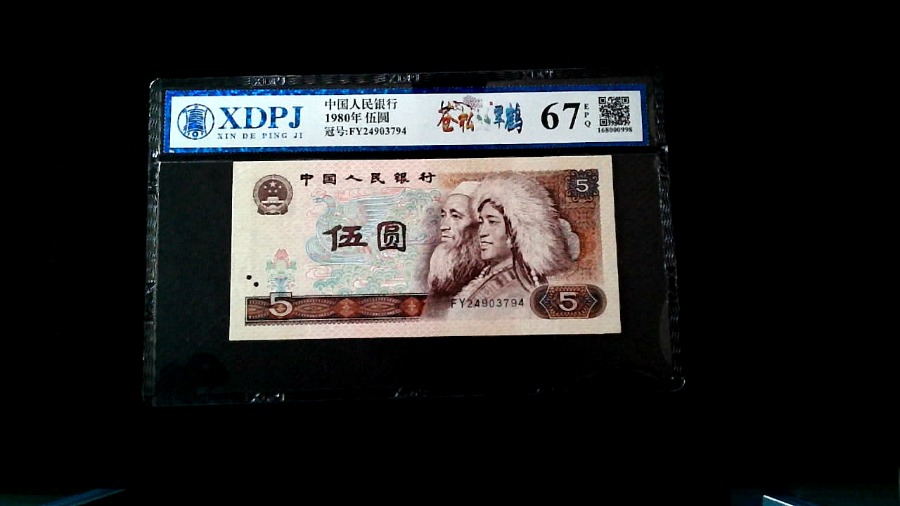 XDPJ
XIN DE PING JI
中国人民银行
1980年 伍圆
冠号:FY24903794
苍松潭鹤
67
EPQ
168000998
中国人民银行
5
伍圆
5
FY24903794
5